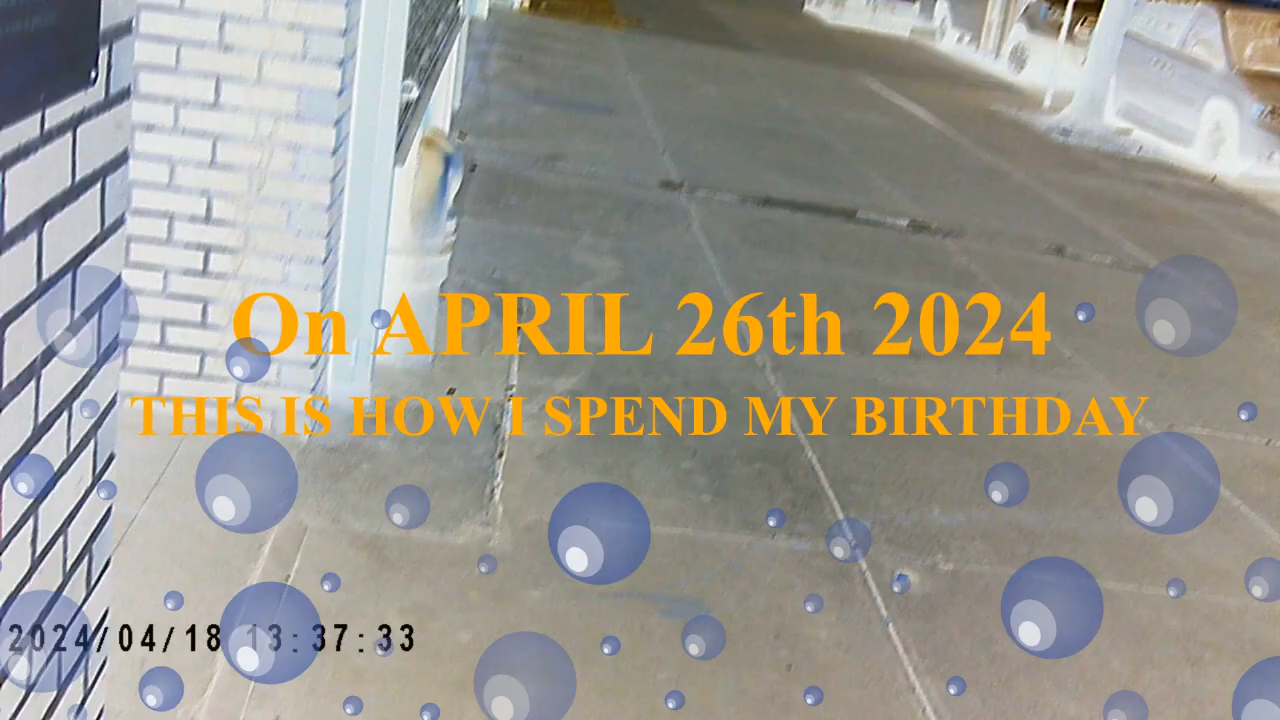 On APRIL 26th 2024
THIS IS HOW I SPEND MY BIRTHDAY
2024/04/18 13:37:33